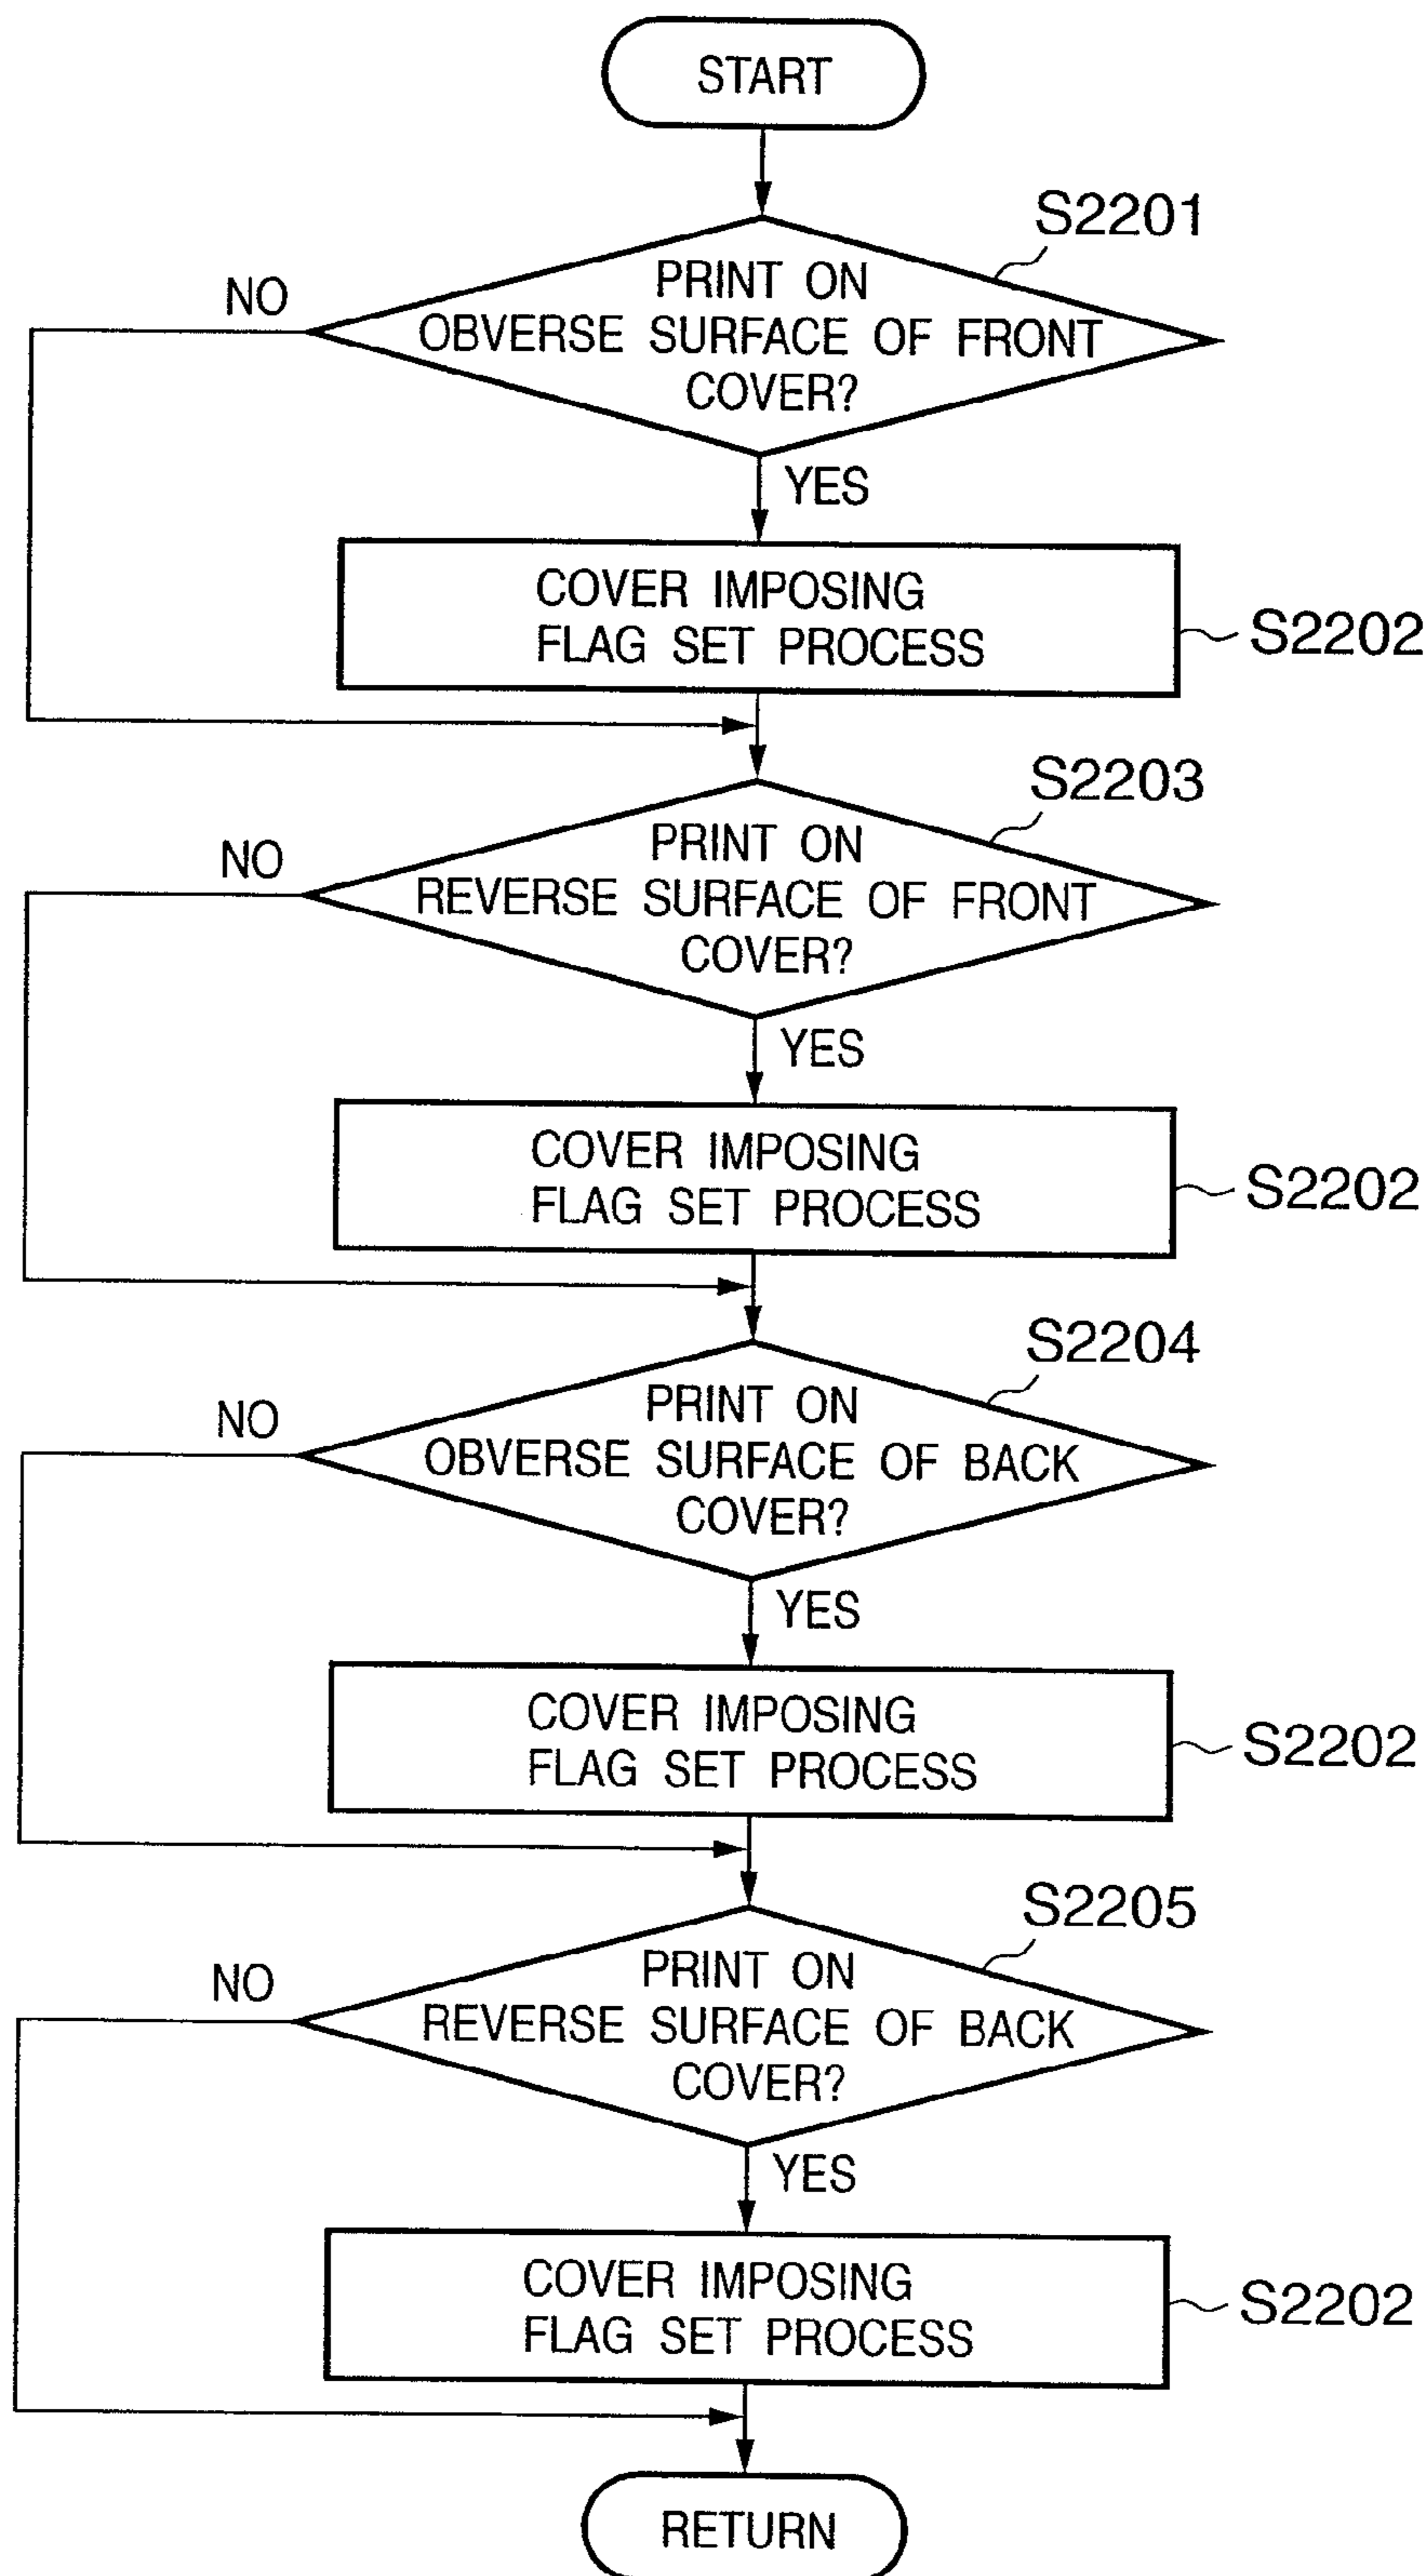 START
S2201
PRINT ON
NO
OBVERSE SURFACE OF FRONT
COVER?
YES
COVER IMPOSING
FLAG SET PROCESS
S2202
S2203
PRINT ON
NO
REVERSE SURFACE OF FRONT
COVER?
YES
COVER IMPOSING
FLAG SET PROCESS
S2202
S2204
PRINT ON
NO
OBVERSE SURFACE OF BACK
COVER?
YES
COVER IMPOSING
FLAG SET PROCESS
S2202
S2205
PRINT ON
NO
REVERSE SURFACE OF BACK
COVER?
YES
COVER IMPOSING
FLAG SET PROCESS
S2202
RETURN